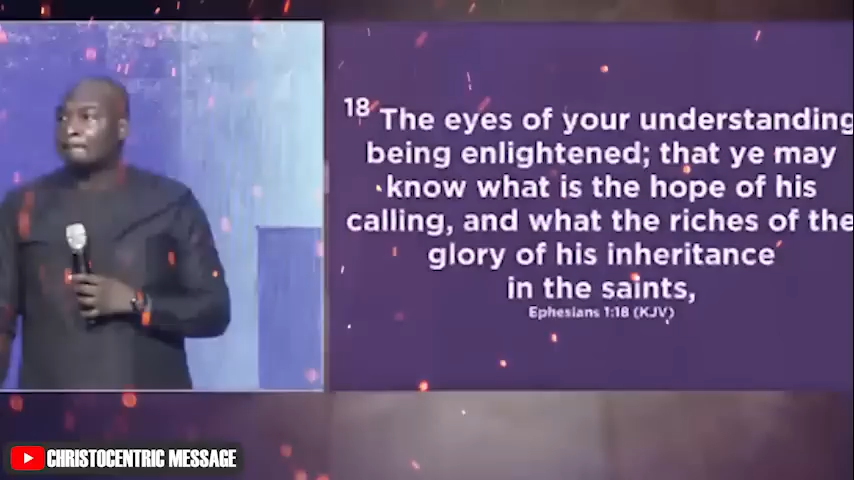 18 The eyes of your understanding
being enlightened; that ye may
know what is the hope of his
calling, and what the riches of the
glory of his inheritance
in the saints,
Ephesians 1:18 (KJV)
CHRISTOCENTRIC MESSAGE